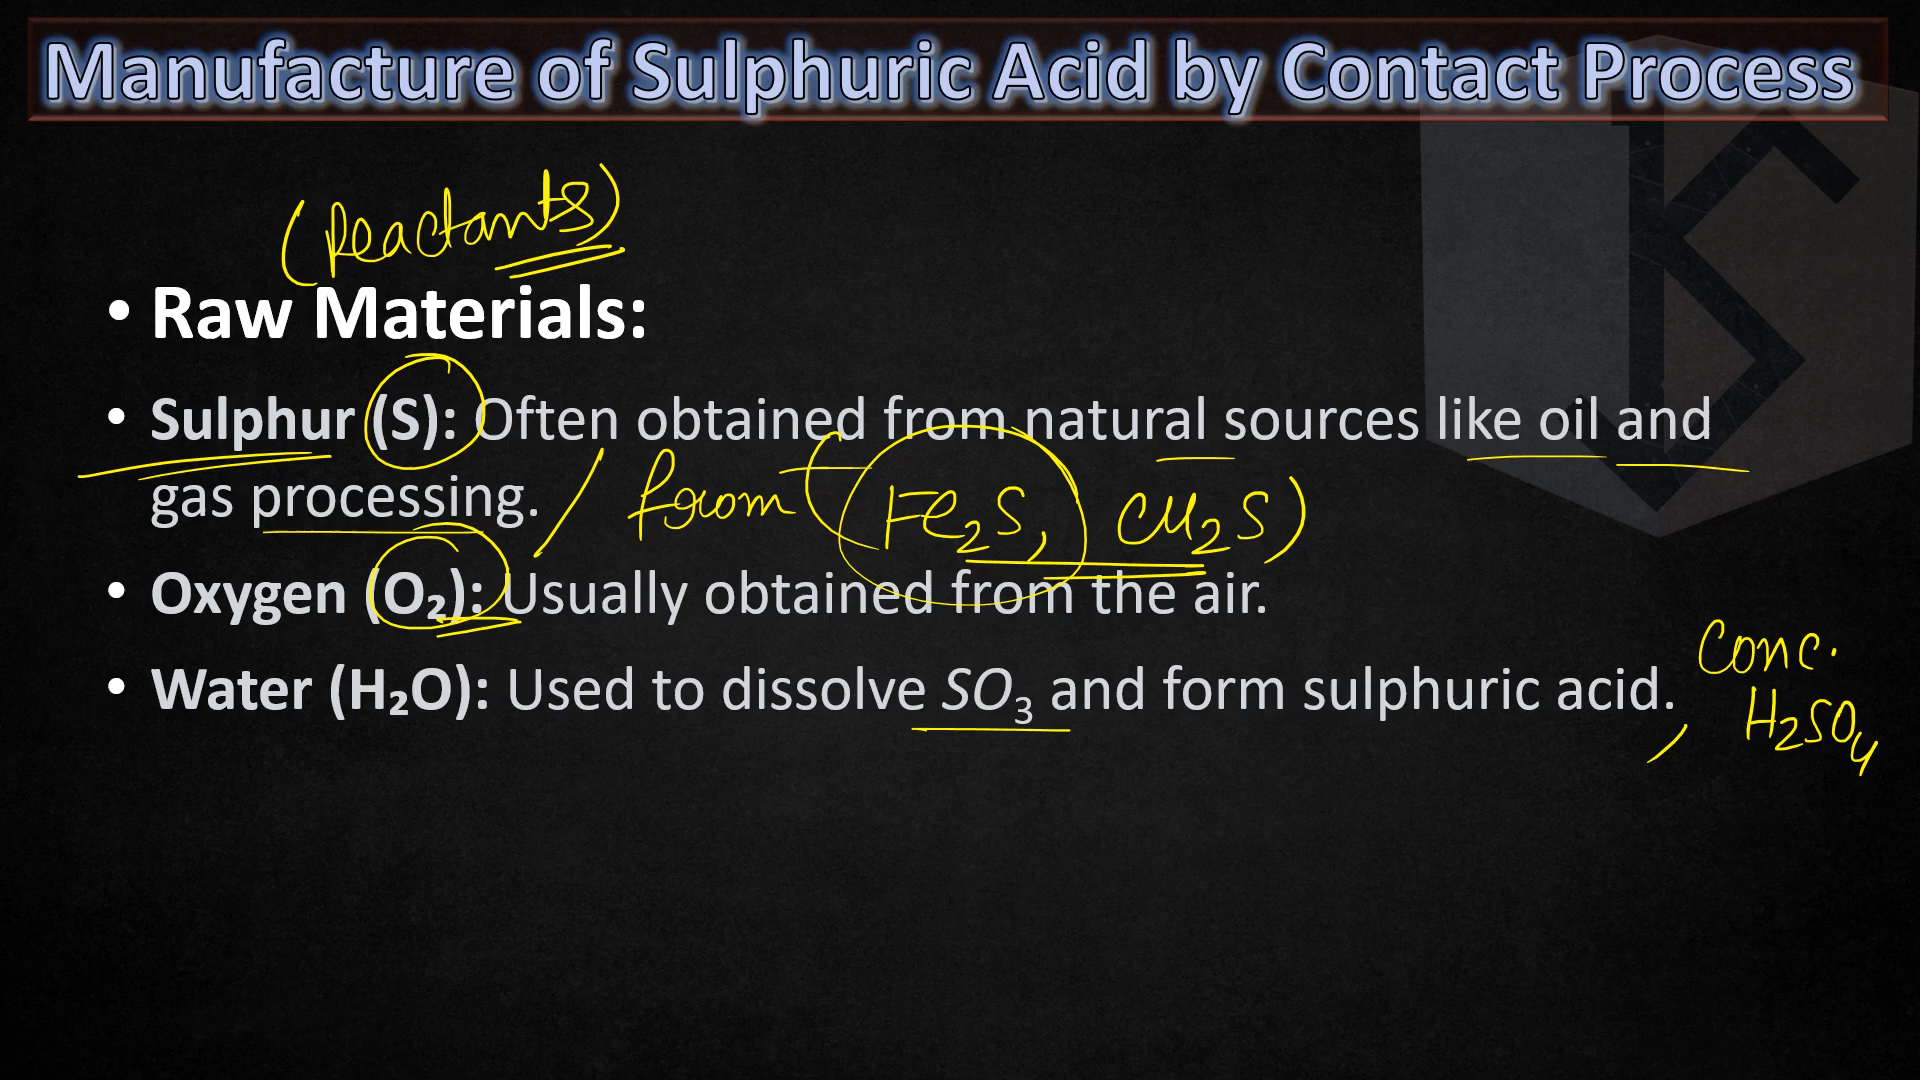 Manufacture of Sulphuric Acid by Contact Process
(Reactants)
• Raw Materials:
• Sulphur (S): Often obtained from natural sources like oil and
gas processing. / from (Fe₂S, Cu₂S)
• Oxygen (O₂): Usually obtained from the air.
• Water (H₂O): Used to dissolve SO₃ and form sulphuric acid. , Conc.
H₂SO₄